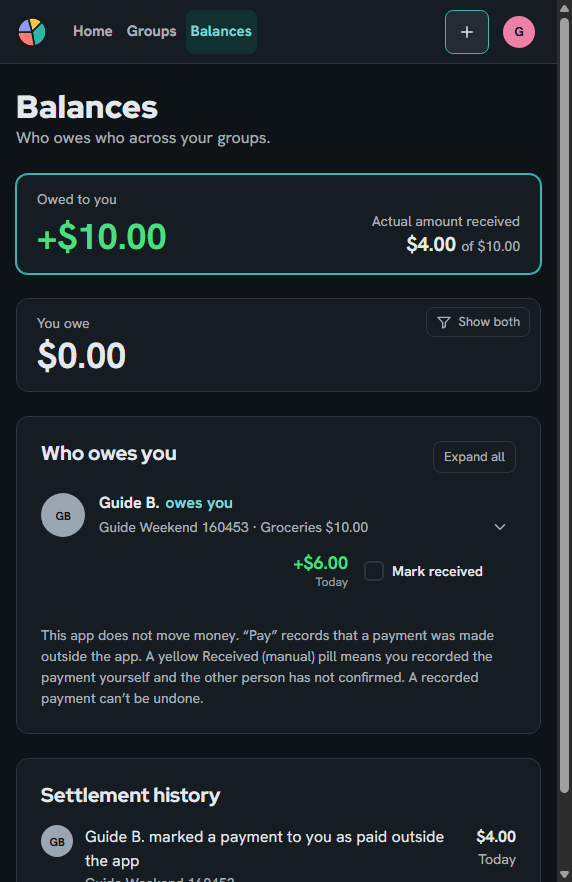 Home Groups Balances + G
Balances
Who owes who across your groups.
Owed to you
+$10.00
Actual amount received
$4.00 of $10.00
You owe
Show both
$0.00
Who owes you
Expand all
GB
Guide B. owes you
Guide Weekend 160453 · Groceries $10.00
+$6.00
Today
Mark received
This app does not move money. “Pay” records that a payment was made
outside the app. A yellow Received (manual) pill means you recorded the
payment yourself and the other person has not confirmed. A recorded
payment can’t be undone.
Settlement history
GB
Guide B. marked a payment to you as paid outside
the app
$4.00
Today
Guide Weekend 160453